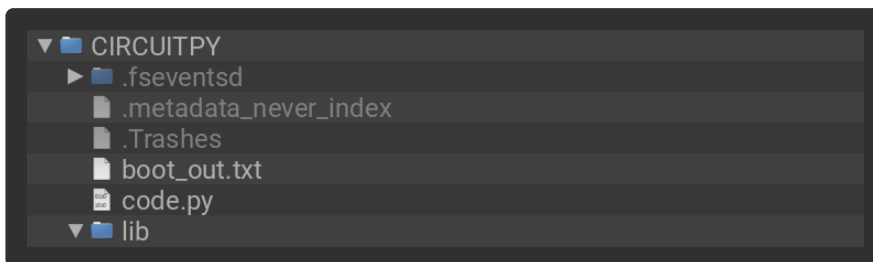 CIRCUITPY
.fseventsd
.metadata_never_index
.Trashes
boot_out.txt
code.py
lib